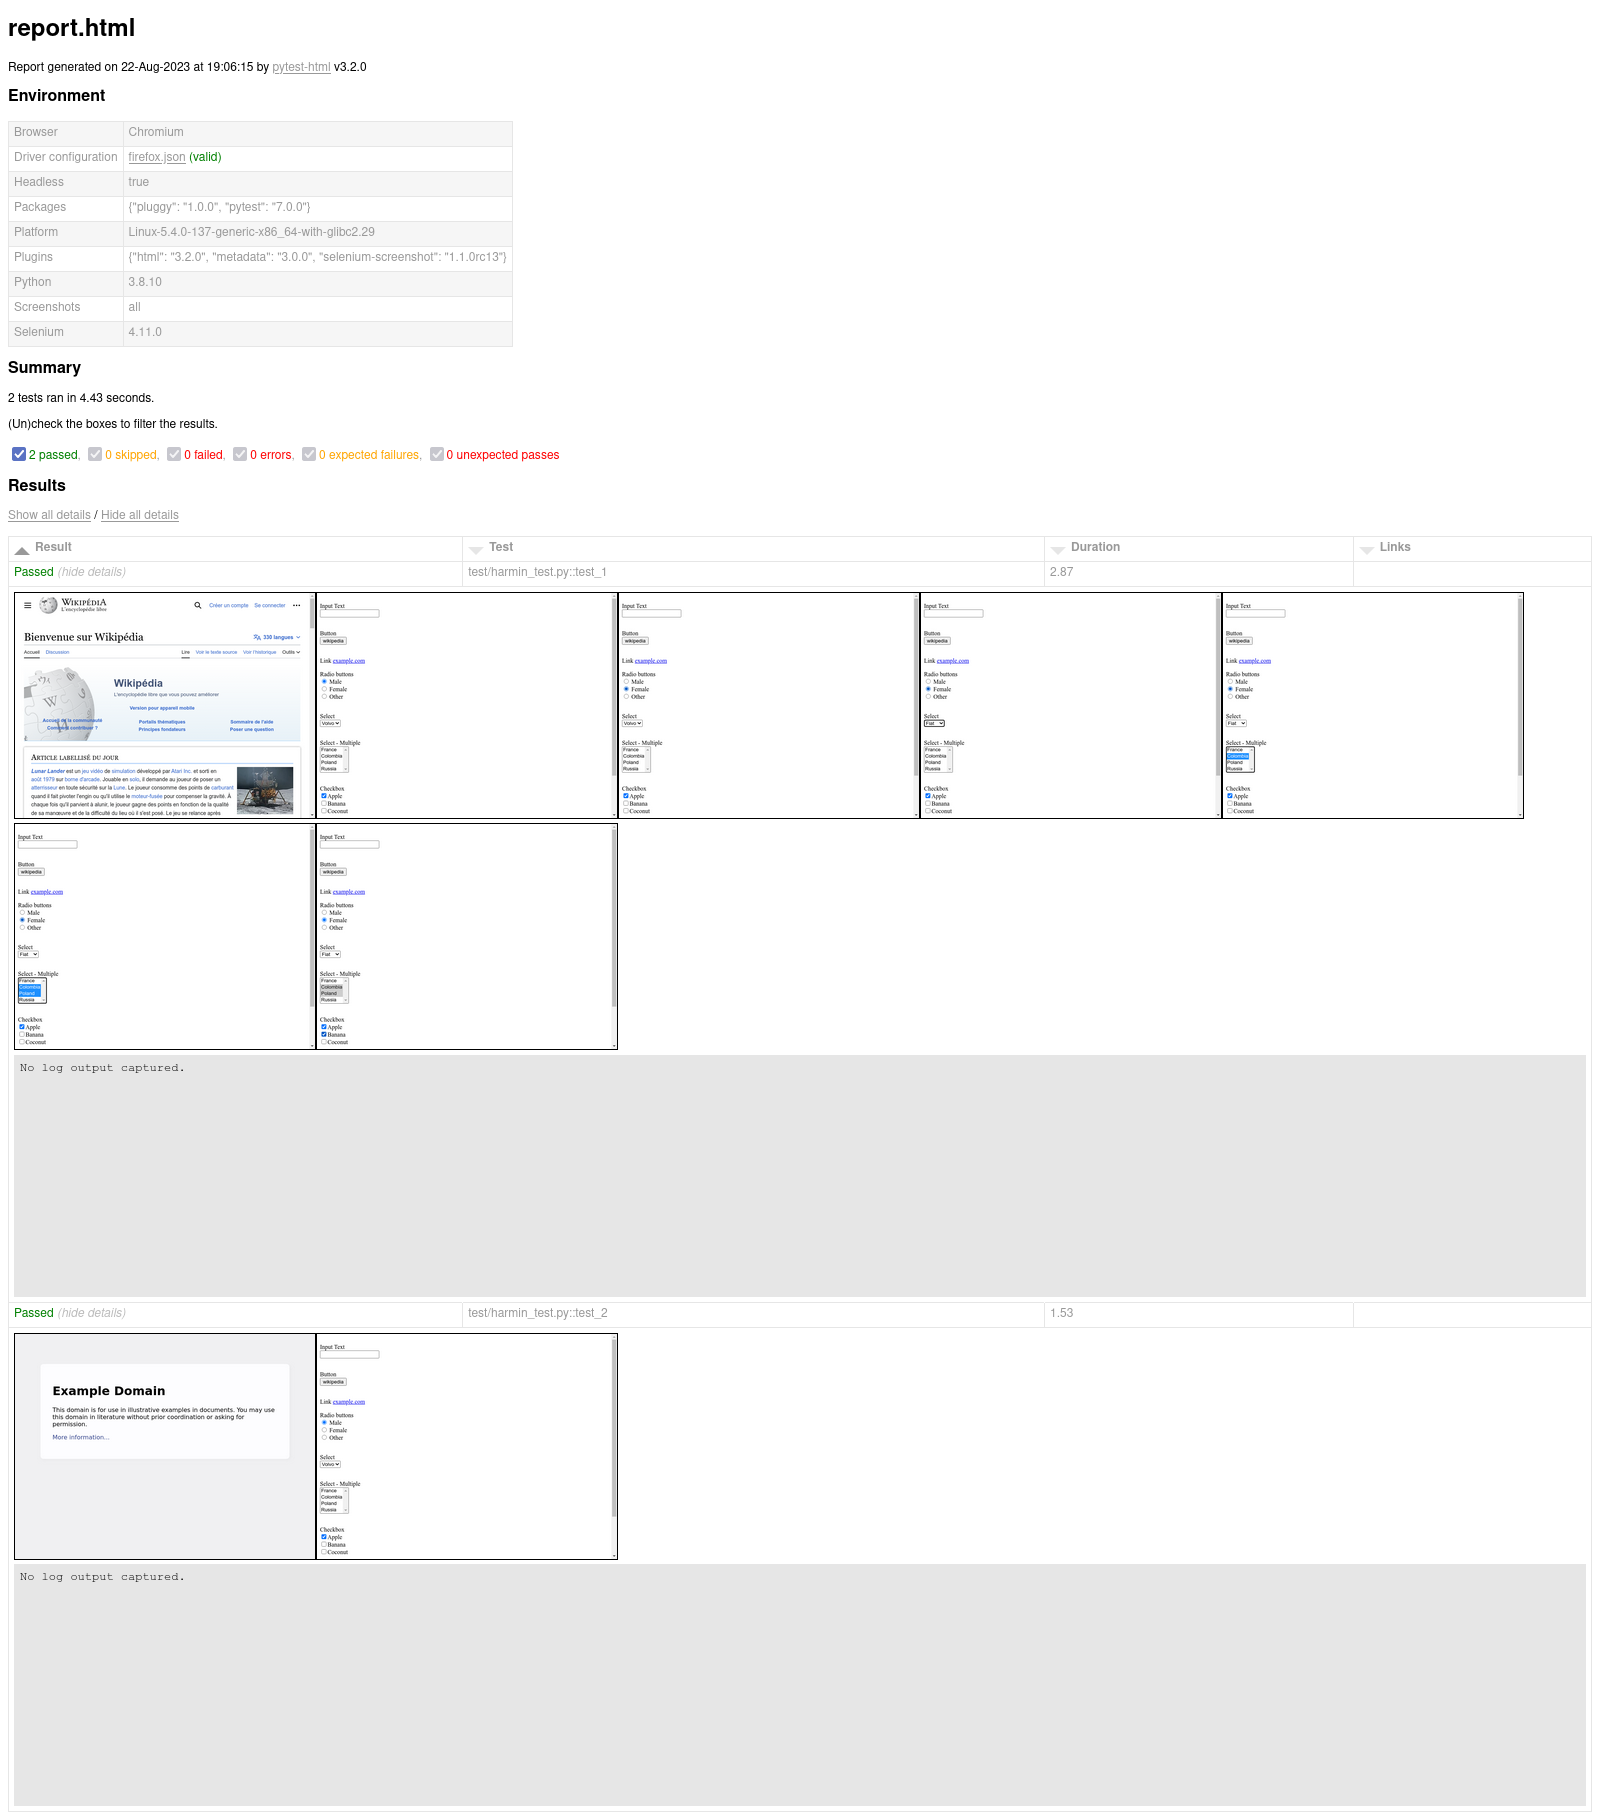 report.html
Report generated on 22-Aug-2023 at 19:06:15 by pytest-html v3.2.0
Environment
Browser Chromium
Driver configuration firefox.json (valid)
Headless true
Packages {"pluggy": "1.0.0", "pytest": "7.0.0"}
Platform Linux-5.4.0-137-generic-x86_64-with-glibc2.29
Plugins {"html": "3.2.0", "metadata": "3.0.0", "selenium-screenshot": "1.1.0rc13"}
Python 3.8.10
Screenshots all
Selenium 4.11.0
Summary
2 tests ran in 4.43 seconds.
(Un)check the boxes to filter the results.
2 passed, 0 skipped, 0 failed, 0 errors, 0 expected failures, 0 unexpected passes
Results
Show all details / Hide all details
Result Test Duration Links
Passed (hide details) test/harmin_test.py::test_1 2.87
WIKIPÉDIA
L'encyclopédie libre
Créer un compte Se connecter
Bienvenue sur Wikipédia
330 langues
Accueil Discussion Lire Voir le texte source Voir l'historique Outils
Wikipédia
L'encyclopédie libre que vous pouvez améliorer
Version pour appareil mobile
Accueil de la communauté Portails thématiques Sommaire de l'aide
Comment contribuer ? Principes fondateurs Poser une question
ARTICLE LABELLISÉ DU JOUR
Lunar Lander est un jeu vidéo de simulation développé par Atari Inc. et sorti en
août 1979 sur borne d'arcade. Jouable en solo, il demande au joueur de poser un
atterrisseur en toute sécurité sur la Lune. Le joueur consomme des points de carburant
quand il fait pivoter l'engin ou qu'il utilise le moteur-fusée pour compenser la gravité. À
chaque fois qu'il parvient à alunir, le joueur gagne des points en fonction de la qualité
de sa manœuvre et de la difficulté du lieu où il s'est posé. Le jeu se relance après
Input Text
Button
wikipedia
Link example.com
Radio buttons
Male
Female
Other
Select
Volvo
Select - Multiple
France
Colombia
Poland
Russia
Checkbox
Apple
Banana
Coconut
Input Text
Button
wikipedia
Link example.com
Radio buttons
Male
Female
Other
Select
Volvo
Select - Multiple
France
Colombia
Poland
Russia
Checkbox
Apple
Banana
Coconut
Input Text
Button
wikipedia
Link example.com
Radio buttons
Male
Female
Other
Select
Fiat
Select - Multiple
France
Colombia
Poland
Russia
Checkbox
Apple
Banana
Coconut
Input Text
Button
wikipedia
Link example.com
Radio buttons
Male
Female
Other
Select
Fiat
Select - Multiple
France
Colombia
Poland
Russia
Checkbox
Apple
Banana
Coconut
Input Text
Button
wikipedia
Link example.com
Radio buttons
Male
Female
Other
Select
Fiat
Select - Multiple
France
Colombia
Poland
Russia
Checkbox
Apple
Banana
Coconut
Input Text
Button
wikipedia
Link example.com
Radio buttons
Male
Female
Other
Select
Fiat
Select - Multiple
France
Colombia
Poland
Russia
Checkbox
Apple
Banana
Coconut
No log output captured.
Passed (hide details) test/harmin_test.py::test_2 1.53
Example Domain
This domain is for use in illustrative examples in documents. You may use
this domain in literature without prior coordination or asking for
permission.
More information...
Input Text
Button
wikipedia
Link example.com
Radio buttons
Male
Female
Other
Select
Volvo
Select - Multiple
France
Colombia
Poland
Russia
Checkbox
Apple
Banana
Coconut
No log output captured.